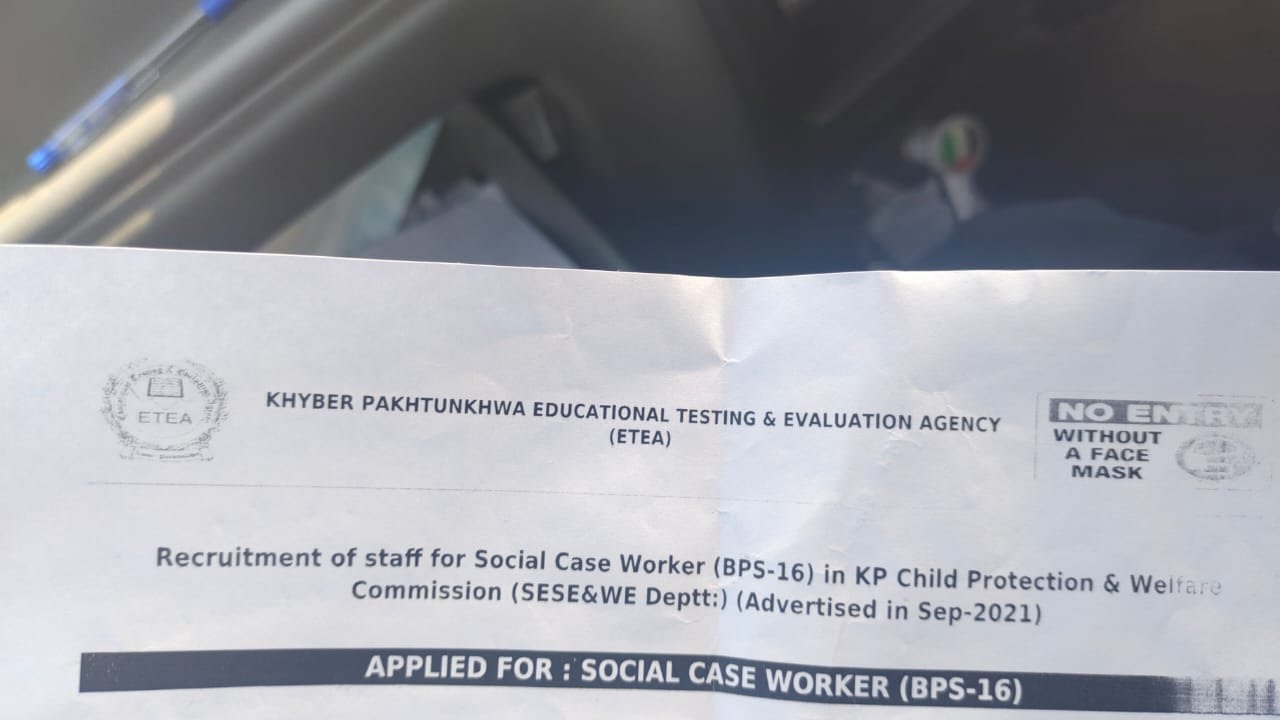 ETEA
KHYBER PAKHTUNKHWA EDUCATIONAL TESTING & EVALUATION AGENCY
(ETEA)
NO ENTRY
WITHOUT
A FACE
MASK
Recruitment of staff for Social Case Worker (BPS-16) in KP Child Protection & Welfare
Commission (SESE&WE Deptt:) (Advertised in Sep-2021)
APPLIED FOR : SOCIAL CASE WORKER (BPS-16)